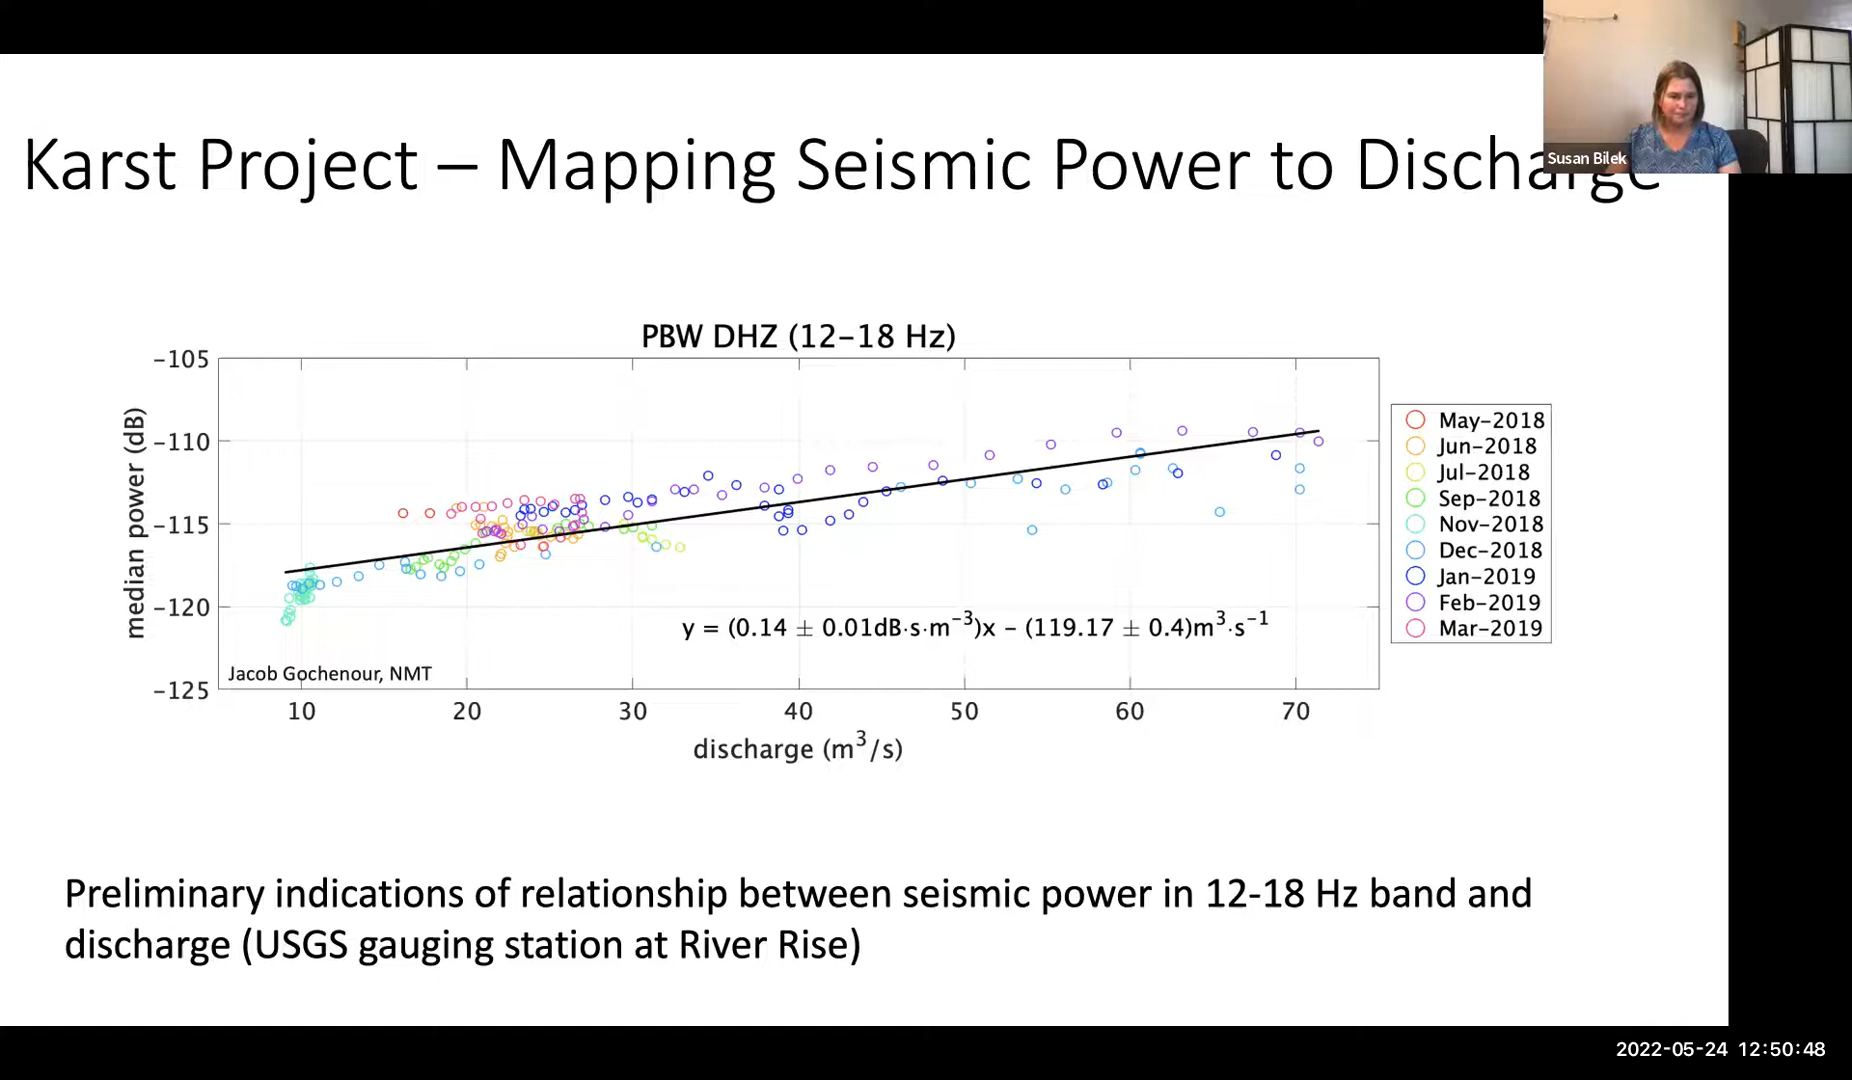 Susan Bilek
Karst Project – Mapping Seismic Power to Discharge
PBW DHZ (12–18 Hz)
−105
−110
−115
−120
−125
median power (dB)
y = (0.14 ± 0.01dB·s·m⁻³)x − (119.17 ± 0.4)m³·s⁻¹
Jacob Gochenour, NMT
10 20 30 40 50 60 70
discharge (m³/s)
May–2018
Jun–2018
Jul–2018
Sep–2018
Nov–2018
Dec–2018
Jan–2019
Feb–2019
Mar–2019
Preliminary indications of relationship between seismic power in 12-18 Hz band and
discharge (USGS gauging station at River Rise)
2022-05-24 12:50:48